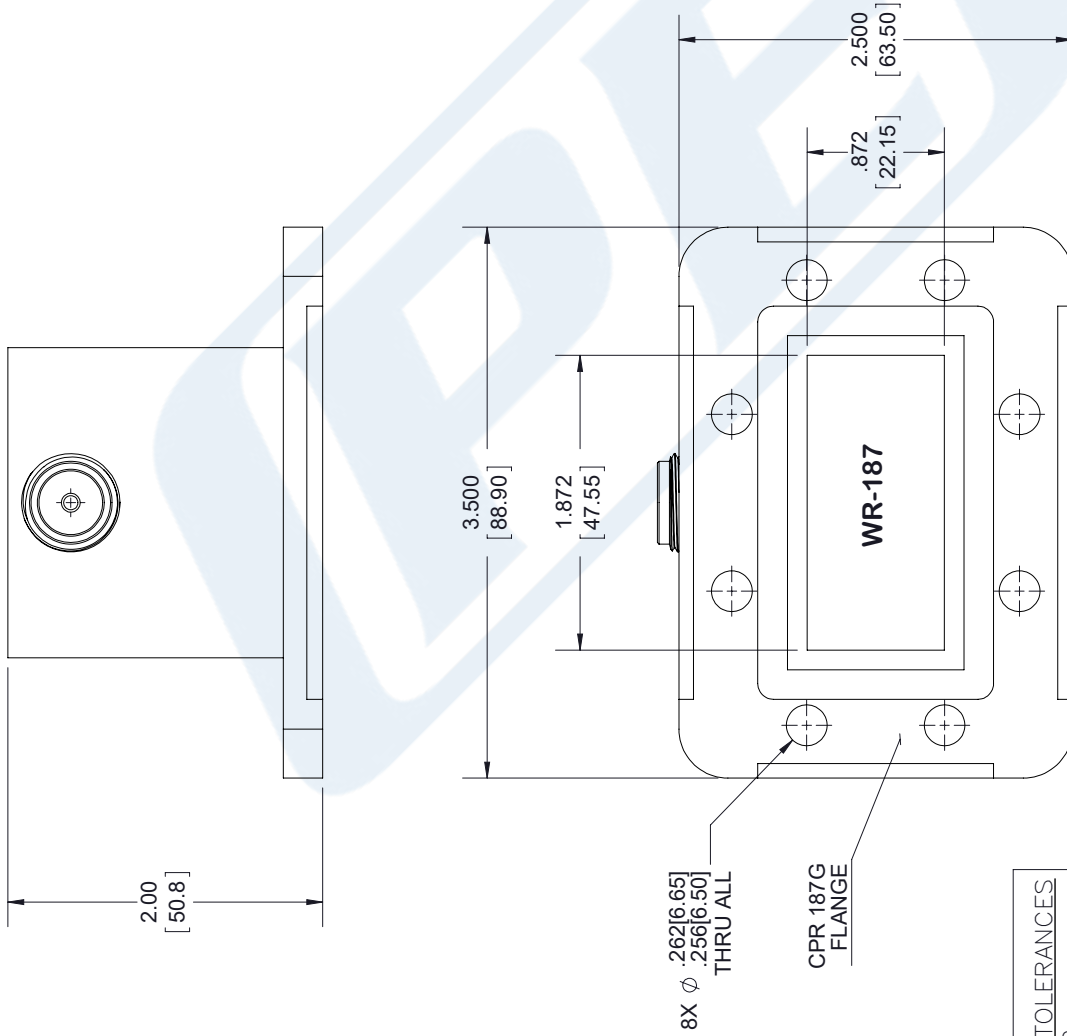 2.00
[50.8]
3.500
[88.90]
1.872
[47.55]
2.500
[63.50]
.872
[22.15]
WR-187
8X ⌀ .262[6.65]
.256[6.50]
THRU ALL
CPR 187G
FLANGE
TOLERANCES